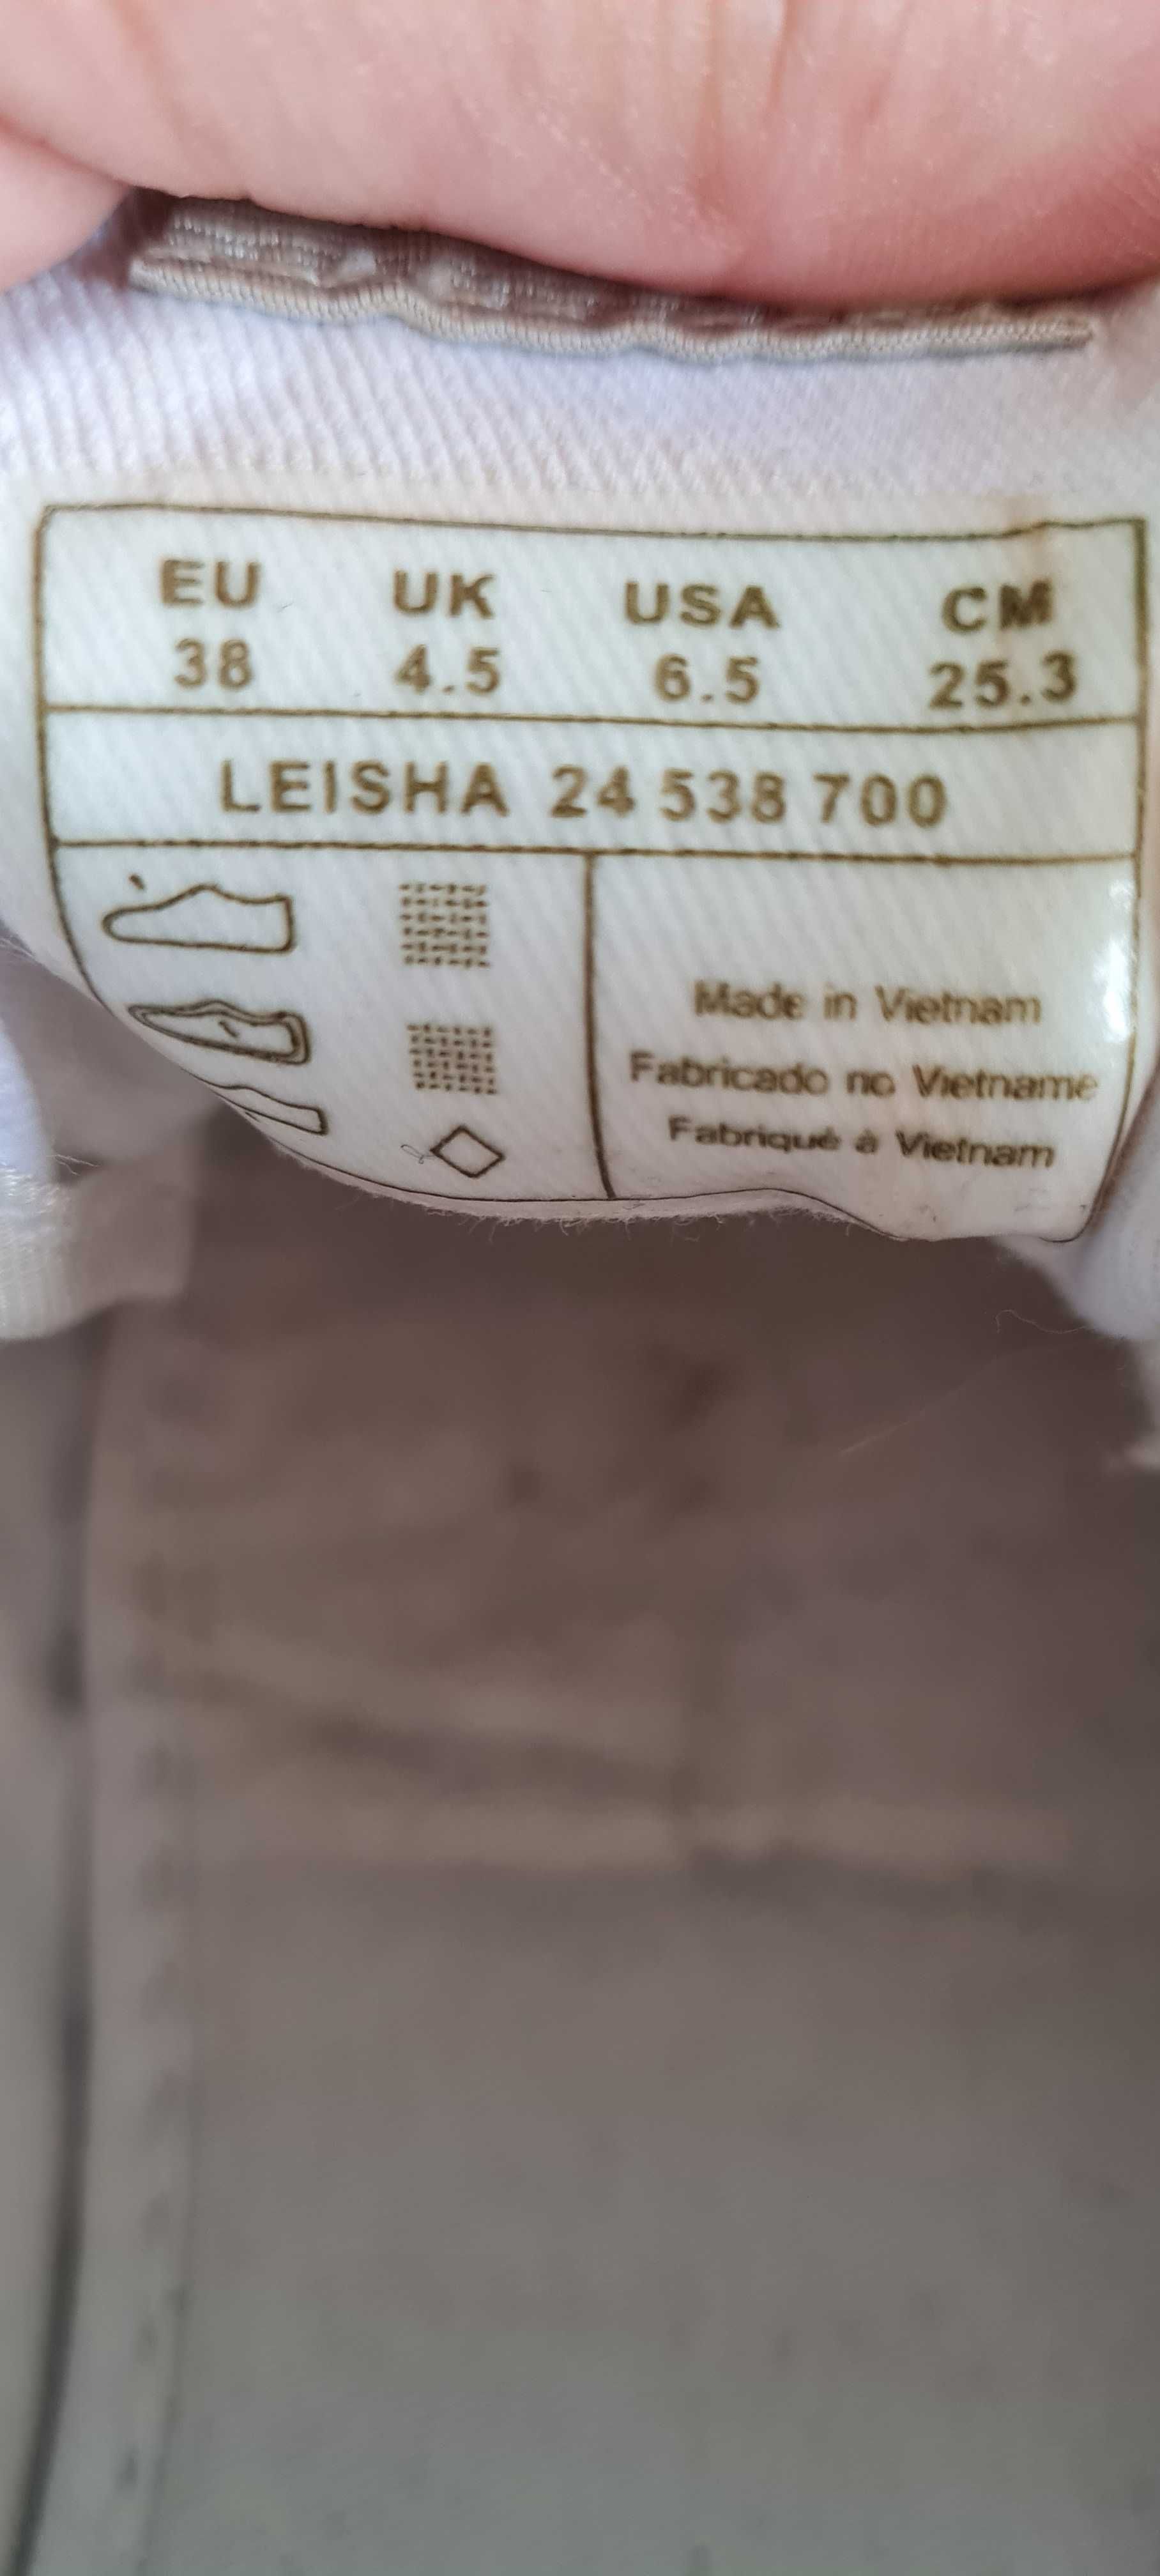 EU UK USA CM
38 4.5 6.5 25.3
LEISHA 24 538 700
Made in Vietnam
Fabricado no Vietname
Fabriqué à Vietnam